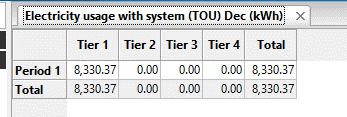 Electricity usage with system (TOU) Dec (kWh)
Tier 1 Tier 2 Tier 3 Tier 4 Total
Period 1 8,330.37 0.00 0.00 0.00 8,330.37
Total 8,330.37 0.00 0.00 0.00 8,330.37